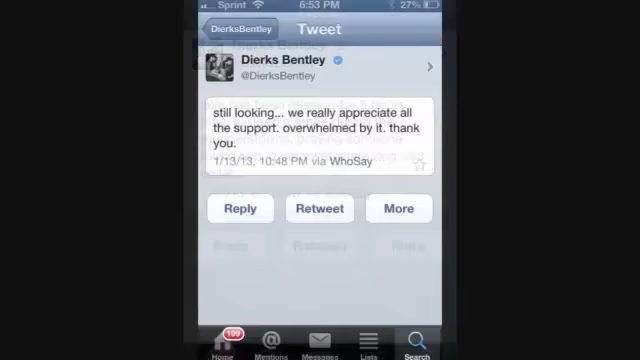 Sprint 6:53 PM 27%
DierksBentley Tweet
Dierks Bentley
@DierksBentley
still looking... we really appreciate all
the support. overwhelmed by it. thank
you.
1/13/13, 10:48 PM via WhoSay
Reply Retweet More
199
Home Mentions Messages Lists Search